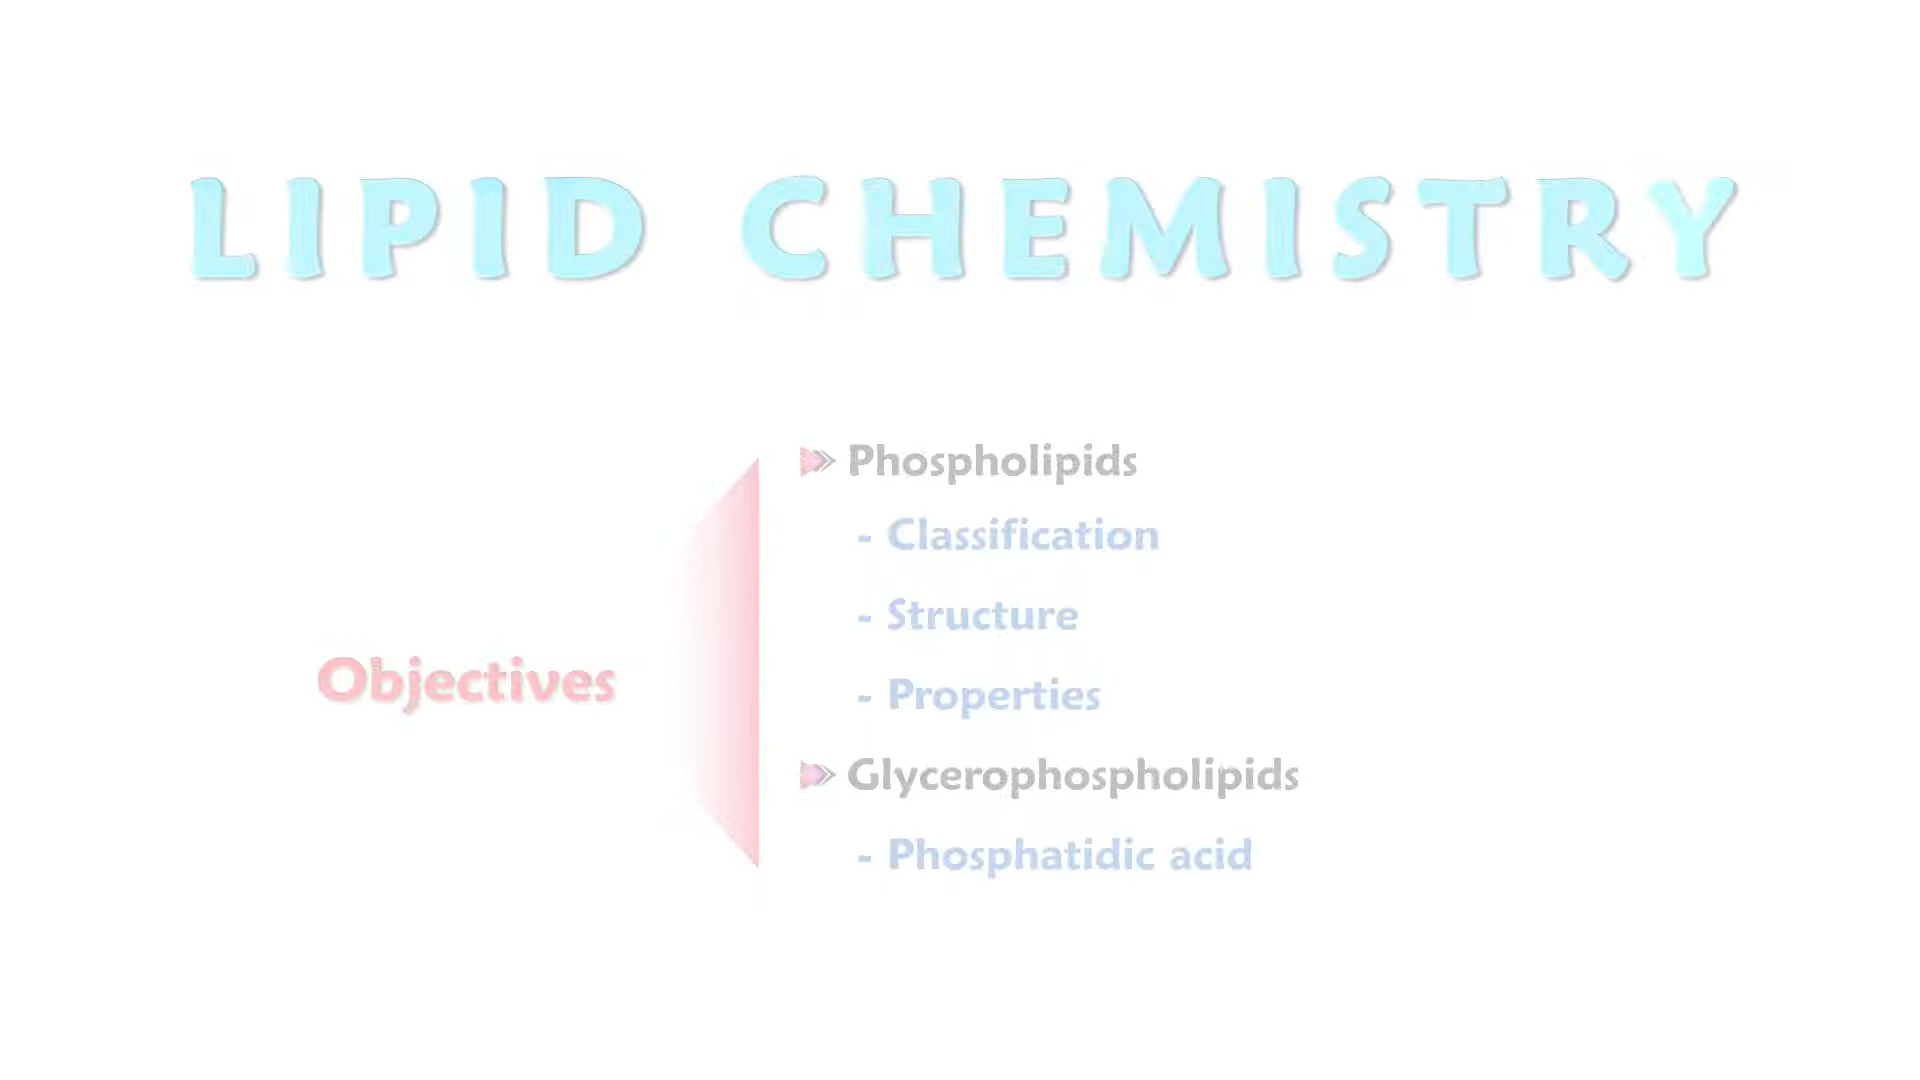 LIPID CHEMISTRY
Objectives
Phospholipids
- Classification
- Structure
- Properties
Glycerophospholipids
- Phosphatidic acid